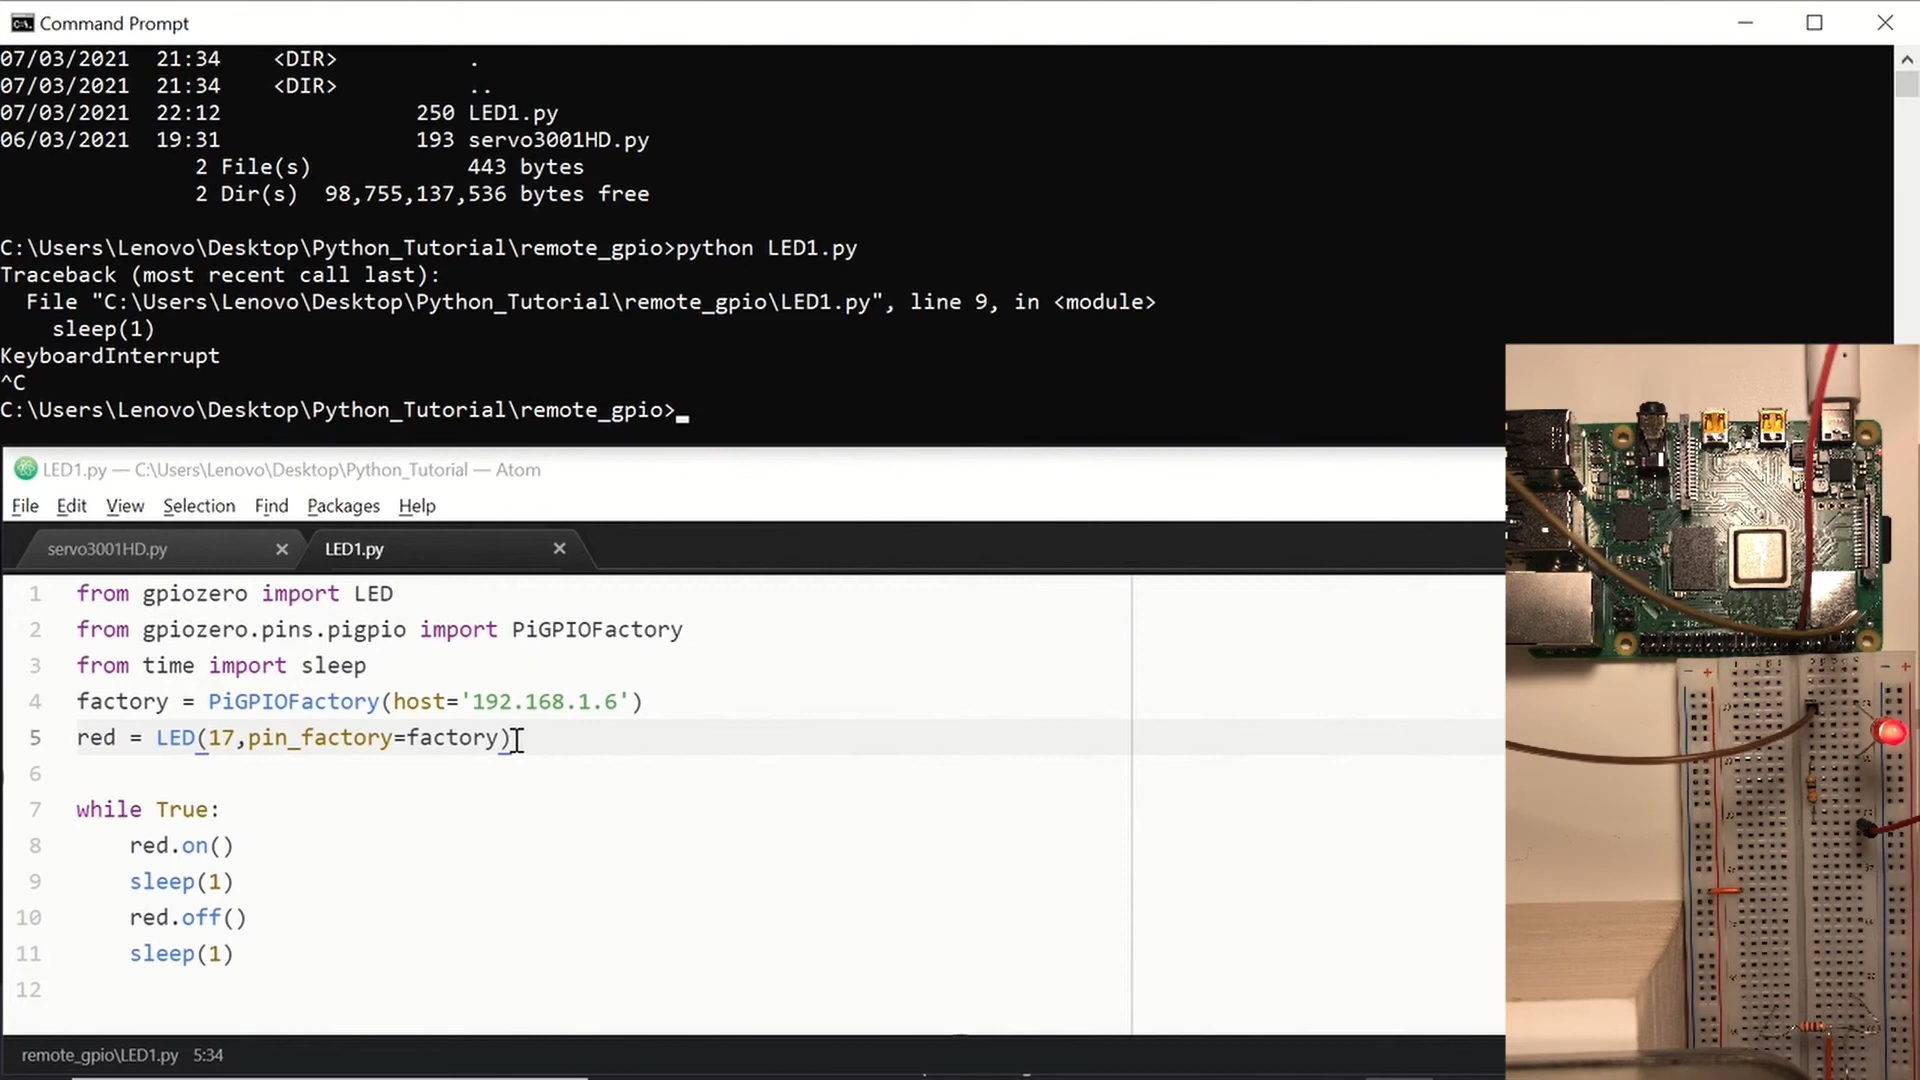 Command Prompt
07/03/2021  21:34    <DIR>          .
07/03/2021  21:34    <DIR>          ..
07/03/2021  22:12               250 LED1.py
06/03/2021  19:31               193 servo3001HD.py
               2 File(s)            443 bytes
               2 Dir(s)  98,755,137,536 bytes free
C:\Users\Lenovo\Desktop\Python_Tutorial\remote_gpio>python LED1.py
Traceback (most recent call last):
  File "C:\Users\Lenovo\Desktop\Python_Tutorial\remote_gpio\LED1.py", line 9, in <module>
    sleep(1)
KeyboardInterrupt
^C
C:\Users\Lenovo\Desktop\Python_Tutorial\remote_gpio>
LED1.py — C:\Users\Lenovo\Desktop\Python_Tutorial — Atom
File Edit View Selection Find Packages Help
servo3001HD.py LED1.py
1 from gpiozero import LED
2 from gpiozero.pins.pigpio import PiGPIOFactory
3 from time import sleep
4 factory = PiGPIOFactory(host='192.168.1.6')
5 red = LED(17,pin_factory=factory)
6
7 while True:
8     red.on()
9     sleep(1)
10     red.off()
11     sleep(1)
12
remote_gpio\LED1.py 5:34